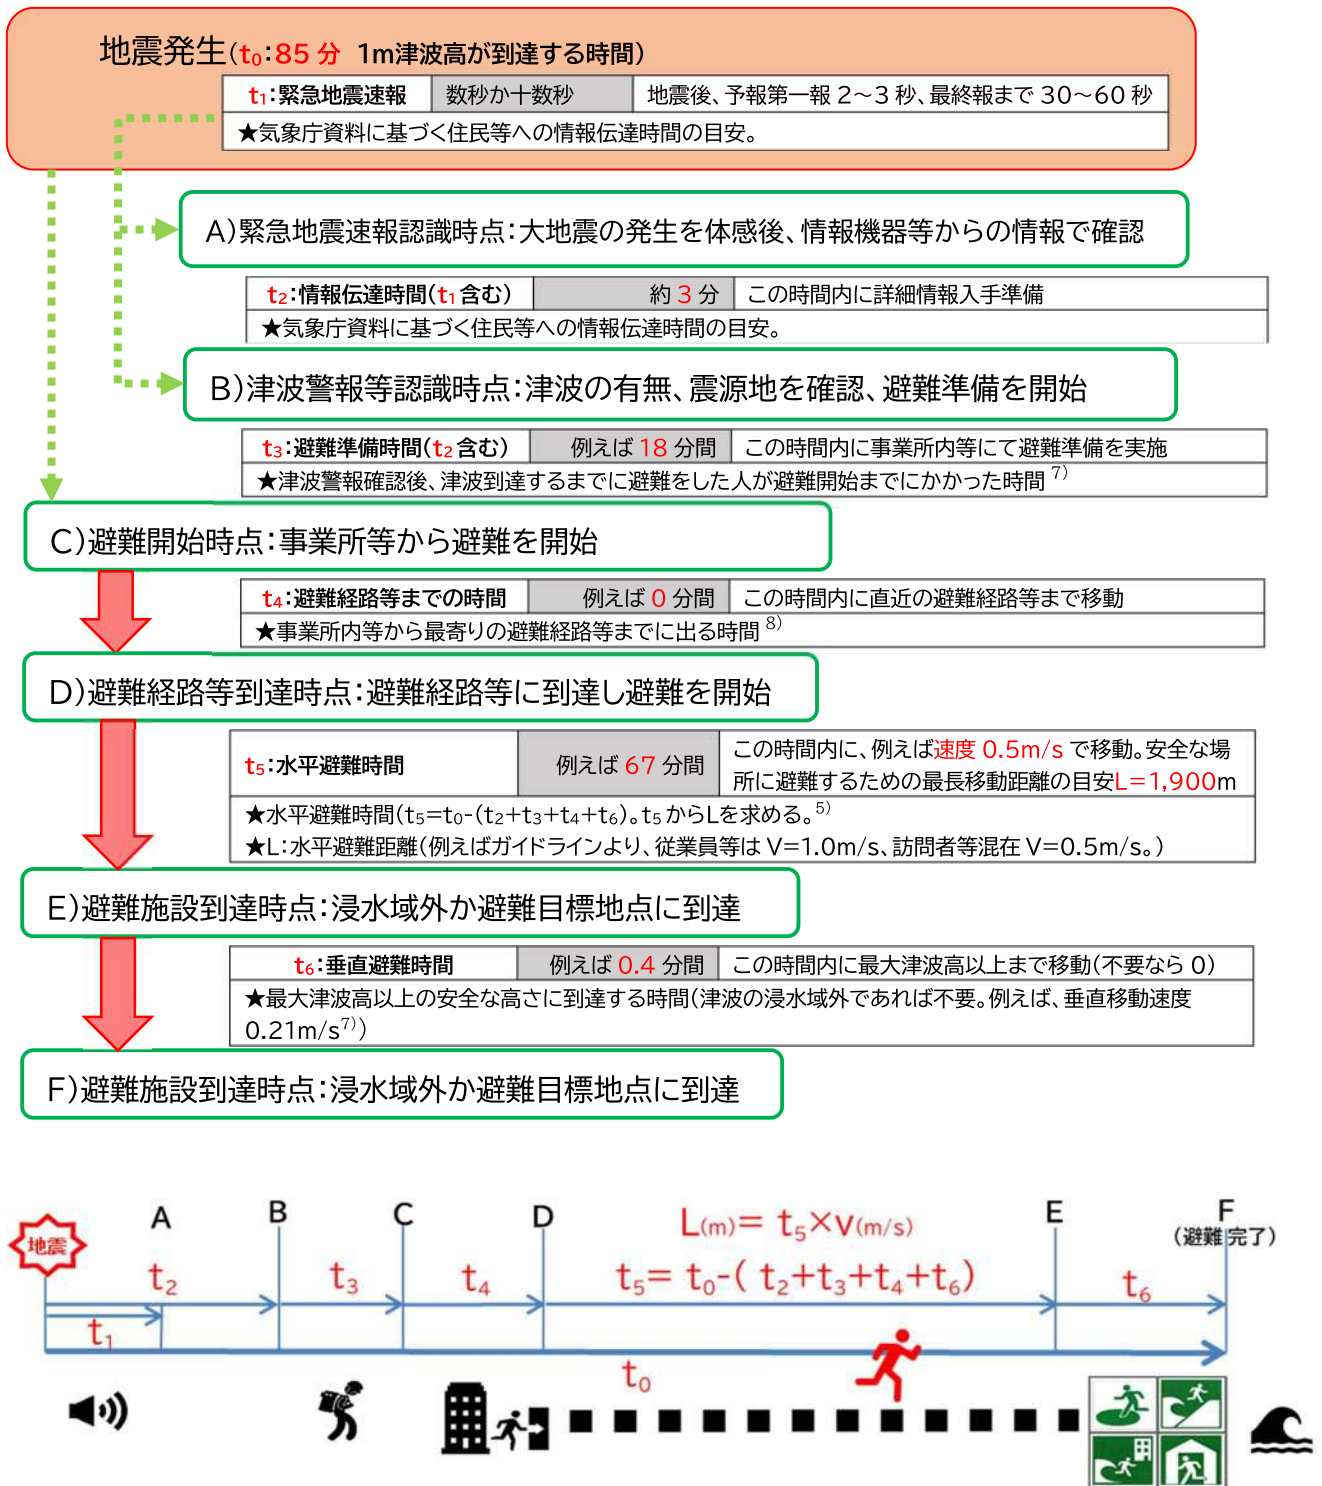 地震発生(t₀:85 分 1m津波高が到達する時間)
t₁:緊急地震速報 数秒か十数秒 地震後、予報第一報 2～3 秒、最終報まで 30～60 秒
★気象庁資料に基づく住民等への情報伝達時間の目安。
A)緊急地震速報認識時点:大地震の発生を体感後、情報機器等からの情報で確認
t₂:情報伝達時間(t₁含む) 約 3 分 この時間内に詳細情報入手準備
★気象庁資料に基づく住民等への情報伝達時間の目安。
B)津波警報等認識時点:津波の有無、震源地を確認、避難準備を開始
t₃:避難準備時間(t₂含む) 例えば 18 分間 この時間内に事業所内等にて避難準備を実施
★津波警報確認後、津波到達するまでに避難をした人が避難開始までにかかった時間 ⁷⁾
C)避難開始時点:事業所等から避難を開始
t₄:避難経路等までの時間 例えば 0 分間 この時間内に直近の避難経路等まで移動
★事業所内等から最寄りの避難経路等までに出る時間 ⁸⁾
D)避難経路等到達時点:避難経路等に到達し避難を開始
t₅:水平避難時間 例えば 67 分間 この時間内に、例えば速度 0.5m/s で移動。安全な場
所に避難するための最長移動距離の目安L=1,900m
★水平避難時間(t₅=t₀-(t₂+t₃+t₄+t₆)。t₅からLを求める。⁵⁾
★L:水平避難距離(例えばガイドラインより、従業員等は V=1.0m/s、訪問者等混在 V=0.5m/s。)
E)避難施設到達時点:浸水域外か避難目標地点に到達
t₆:垂直避難時間 例えば 0.4 分間 この時間内に最大津波高以上まで移動(不要なら 0)
★最大津波高以上の安全な高さに到達する時間(津波の浸水域外であれば不要。例えば、垂直移動速度
0.21m/s⁷⁾)
F)避難施設到達時点:浸水域外か避難目標地点に到達
A B C D L(m)= t₅×v(m/s) E F
(避難完了)
地震
t₂ t₃ t₄ t₅= t₀-( t₂+t₃+t₄+t₆) t₆
t₁
t₀